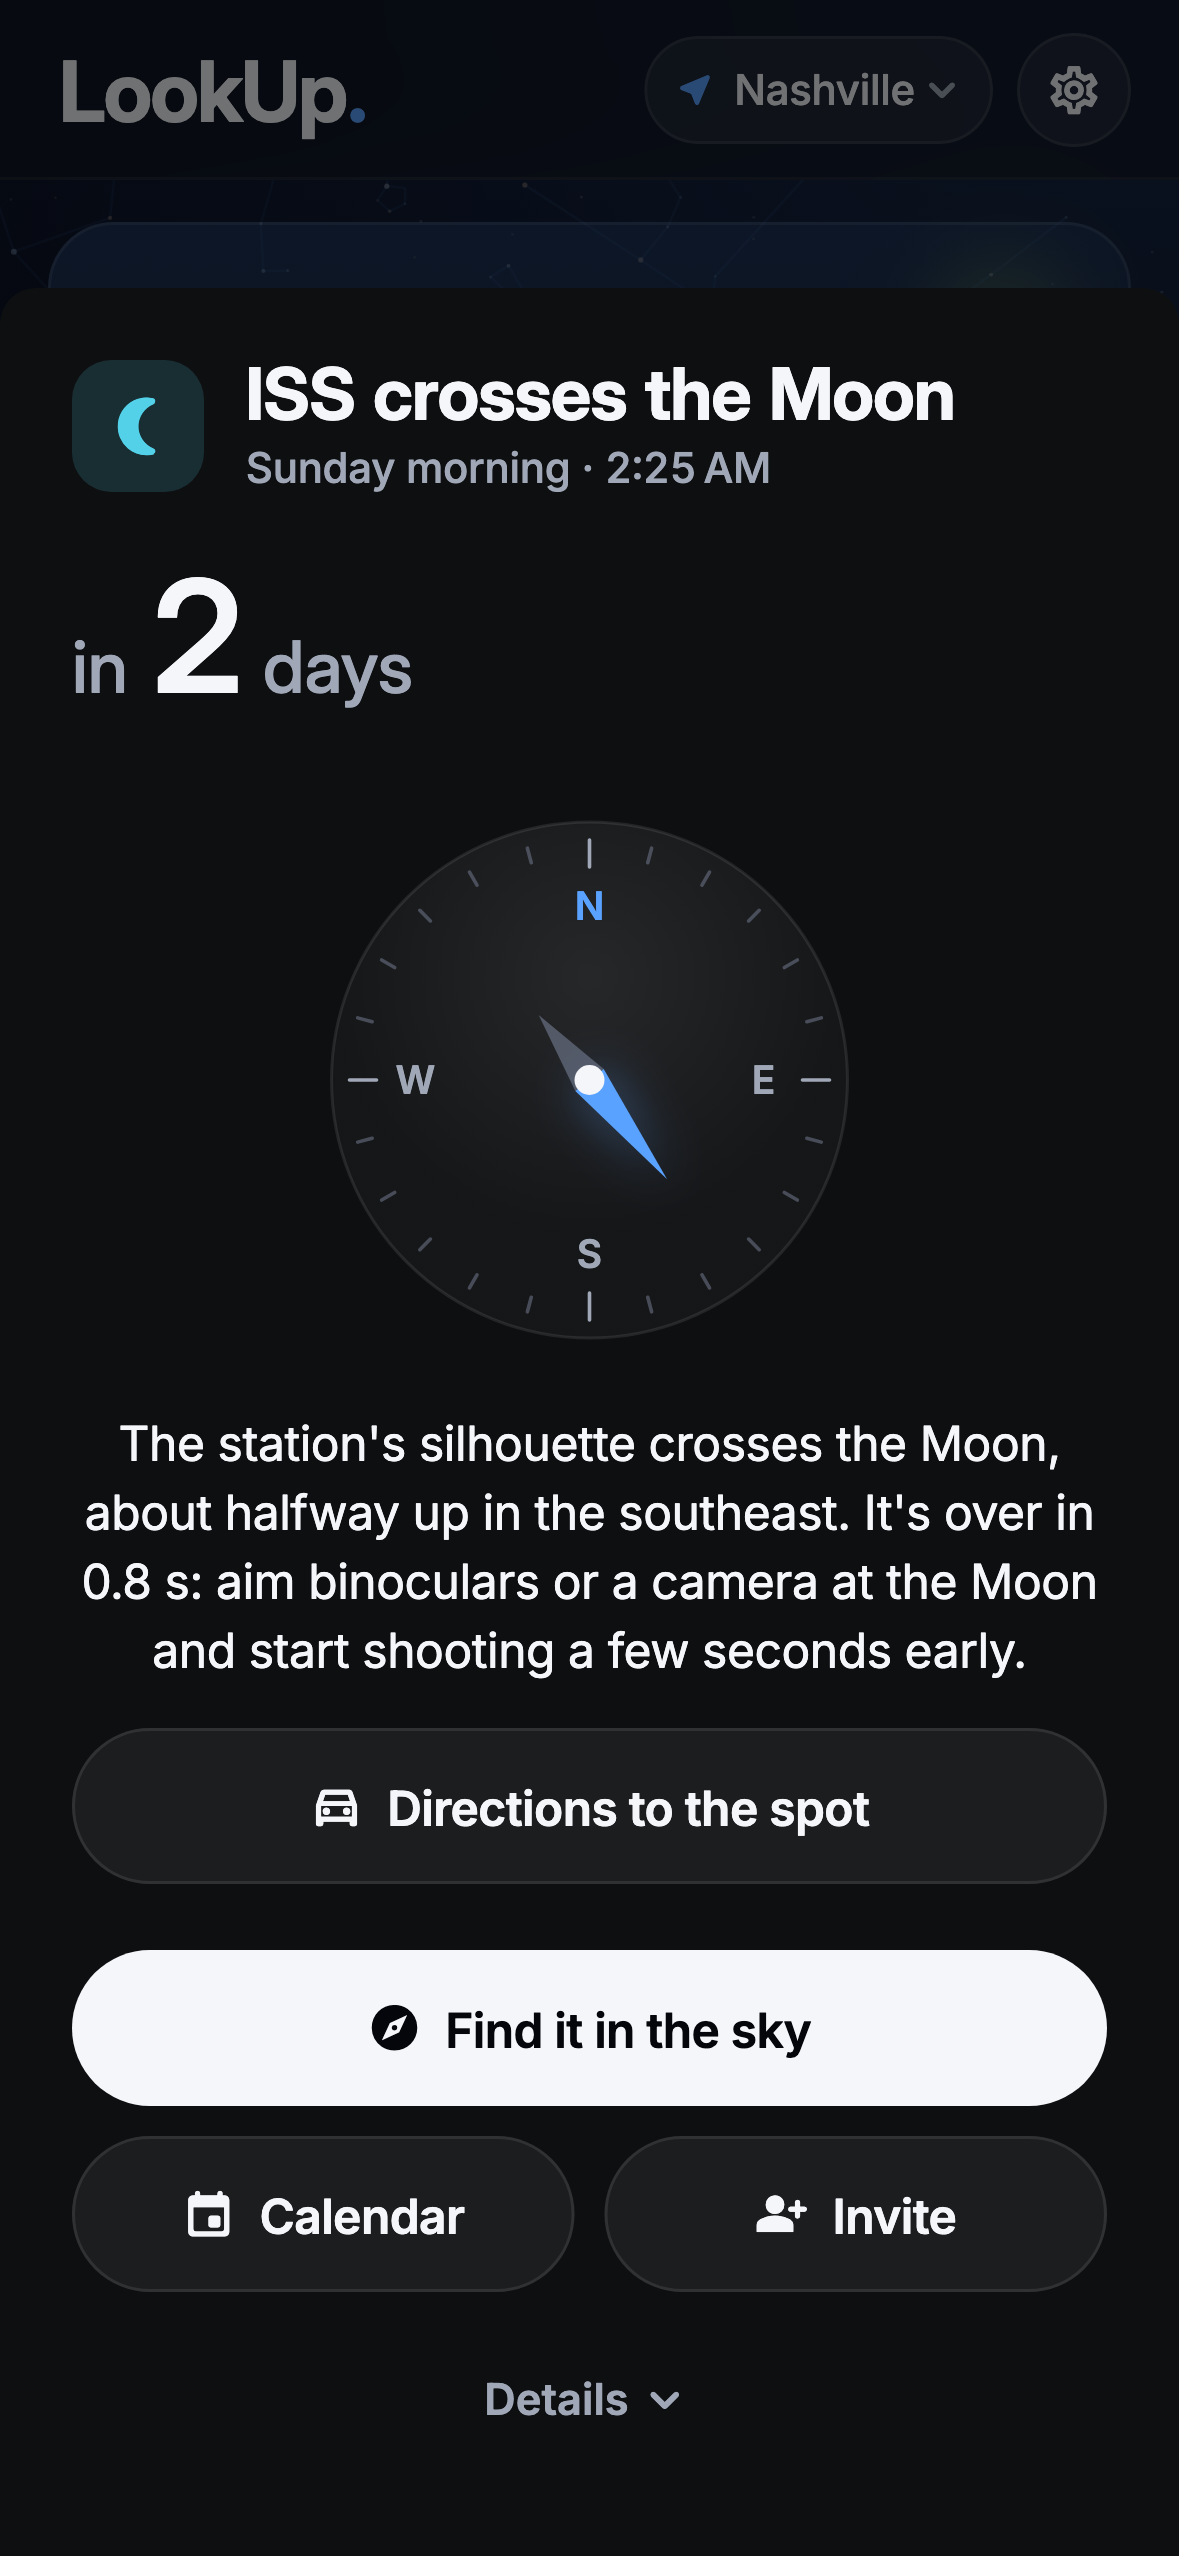 LookUp.
Nashville
ISS crosses the Moon
Sunday morning · 2:25 AM
in 2 days
N
W
E
S
The station's silhouette crosses the Moon,
about halfway up in the southeast. It's over in
0.8 s: aim binoculars or a camera at the Moon
and start shooting a few seconds early.
Directions to the spot
Find it in the sky
Calendar
Invite
Details